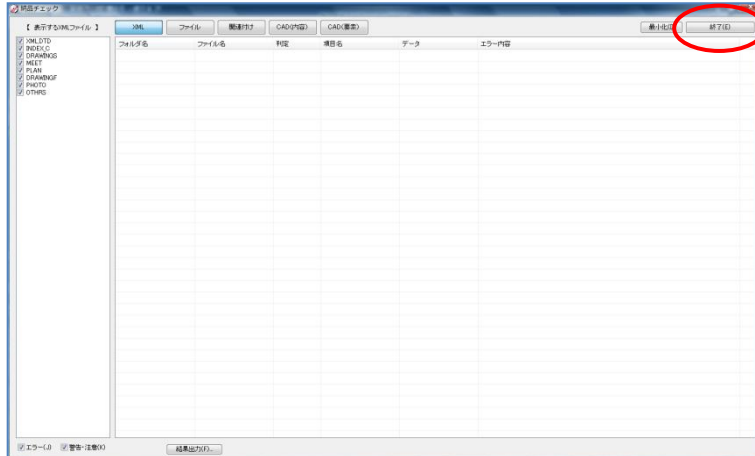 納品チェック
【 表示するXMLファイル 】
XML
ファイル
関連付け
CAD(内容)
CAD(要素)
最小化(I)
終了(E)
XMLDTD
INDEX_C
DRAWINGS
MEET
PLAN
DRAWINGF
PHOTO
OTHRS
フォルダ名
ファイル名
判定
項目名
データ
エラー内容
エラー(J)
警告・注意(K)
結果出力(F)...